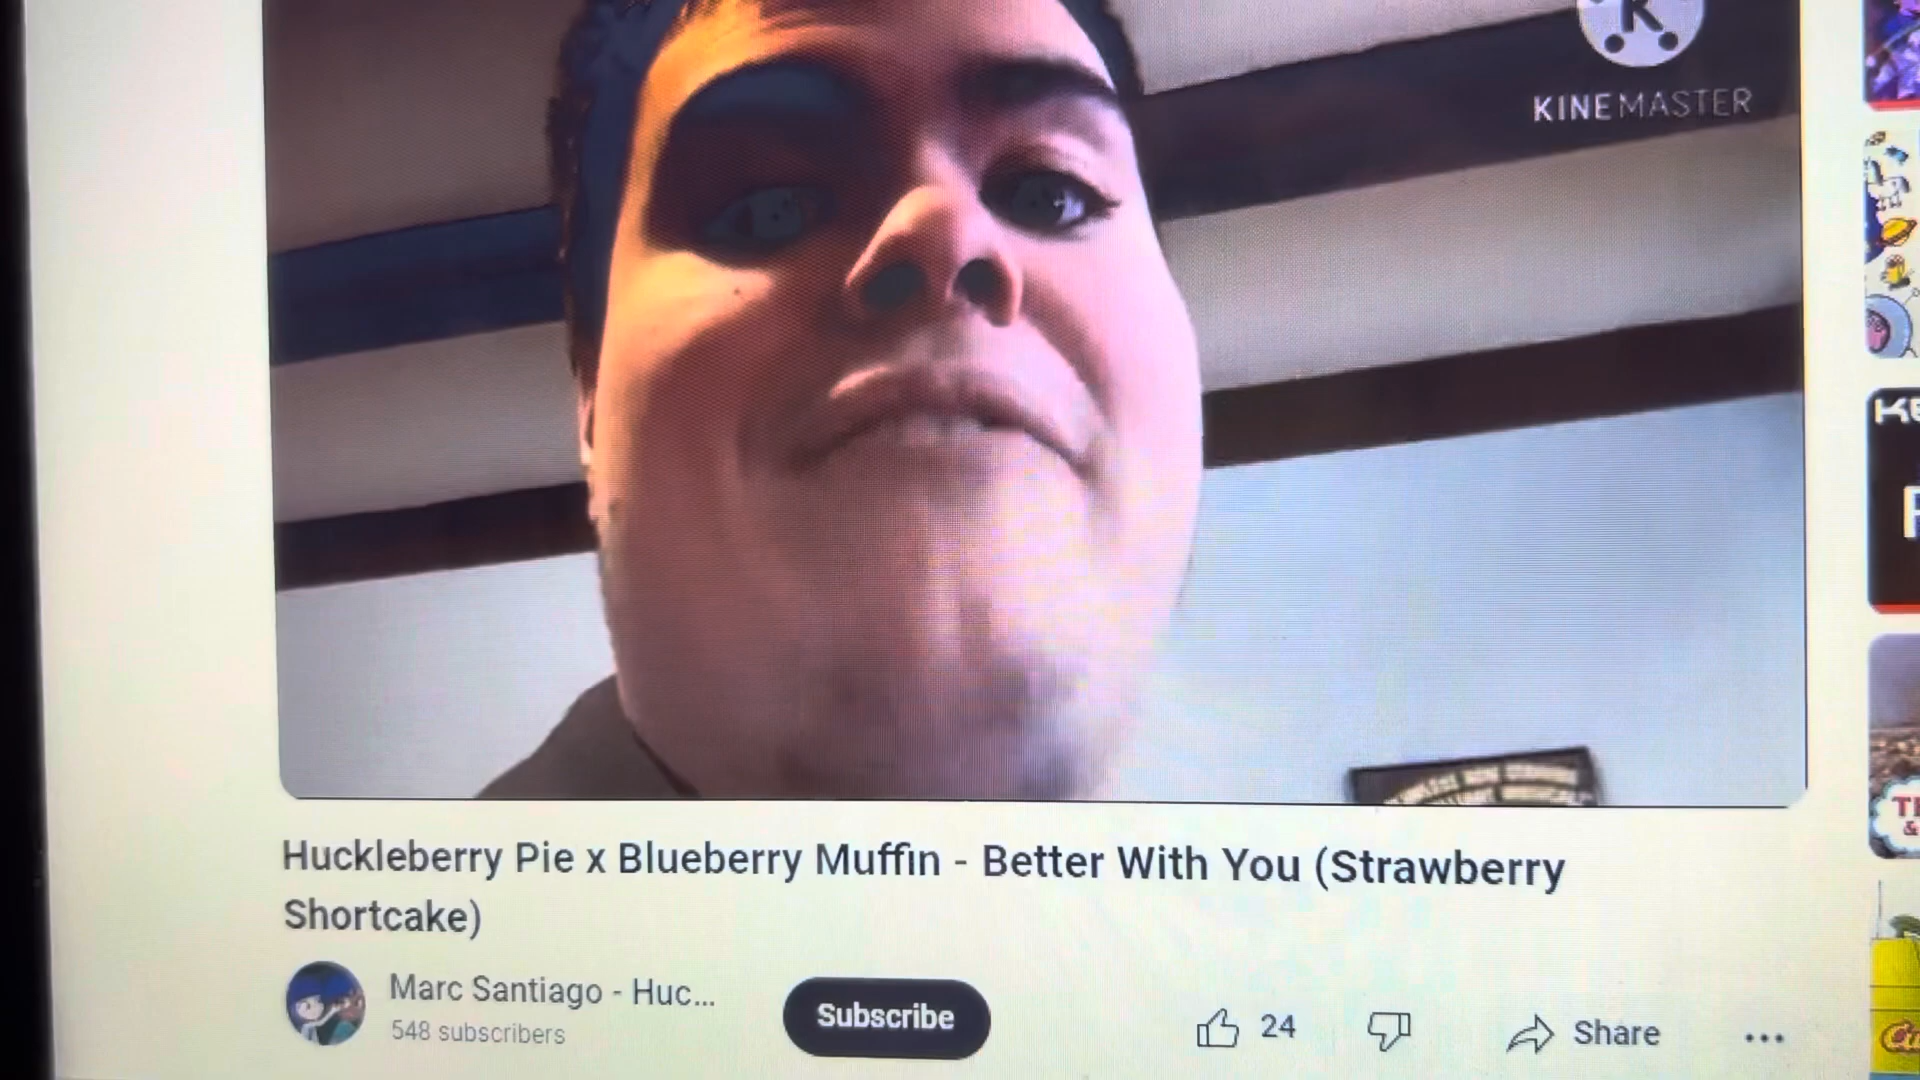 K
KINEMASTER
Huckleberry Pie x Blueberry Muffin - Better With You (Strawberry
Shortcake)
Marc Santiago - Huc...
548 subscribers
Subscribe
24
Share